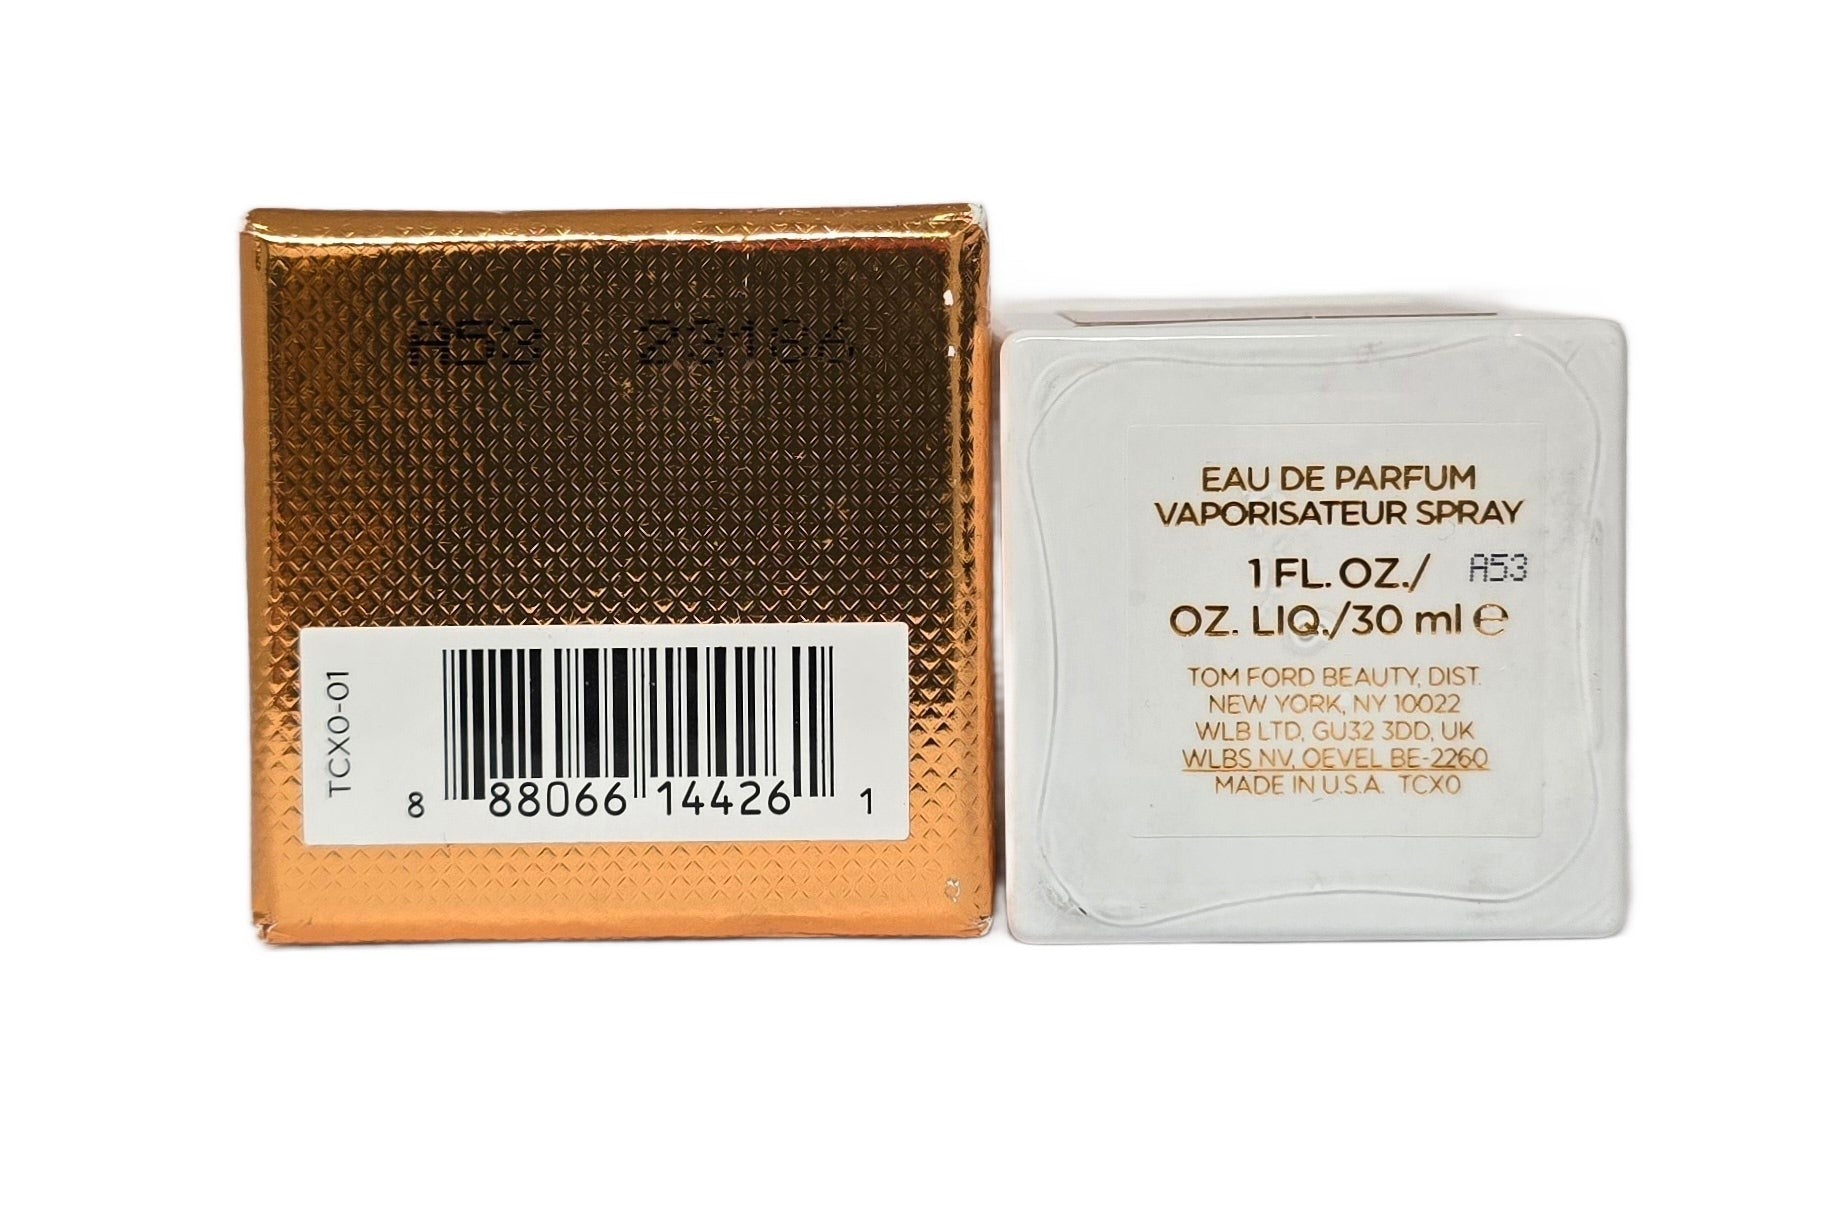 A53 23186
TCX0-01
8 88066 14426 1
EAU DE PARFUM
VAPORISATEUR SPRAY
1 FL. OZ./ A53
OZ. LIQ./30 ml ℮
TOM FORD BEAUTY, DIST.
NEW YORK, NY 10022
WLB LTD, GU32 3DD, UK
WLBS NV, OEVEL BE-2260
MADE IN U.S.A. TCX0